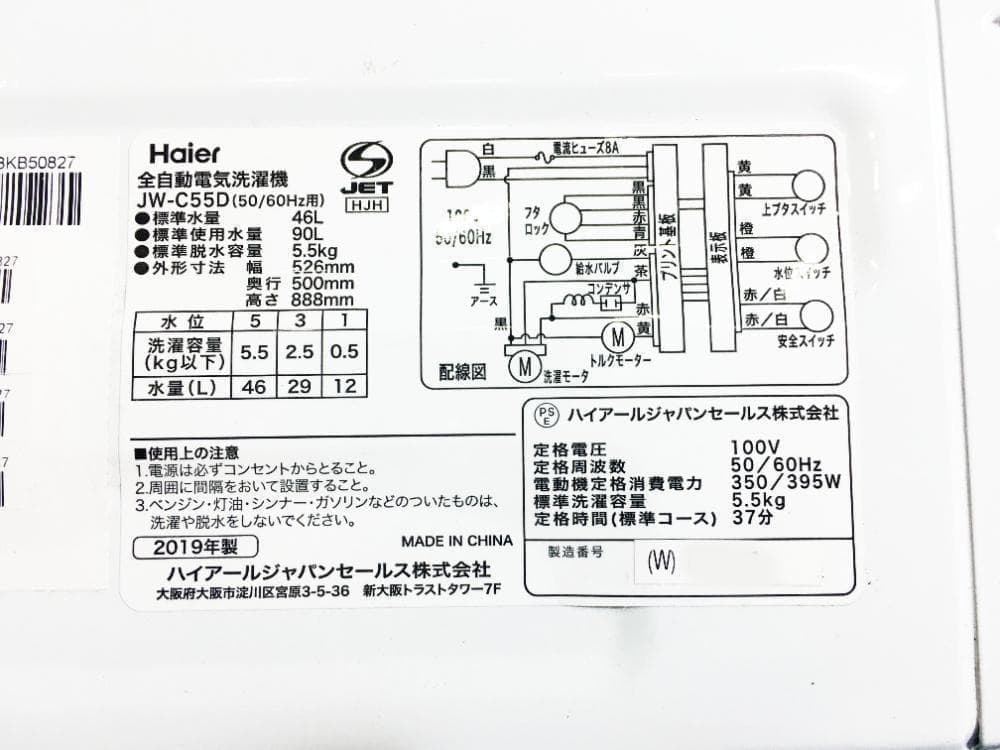 3KB50827
Haier
全自動電気洗濯機
JW-C55D(50/60Hz用)
JET
HJH
●標準水量 46L
●標準使用水量 90L
●標準脱水容量 5.5kg
●外形寸法 幅 526mm
奥行 500mm
高さ 888mm
水 位 5 3 1
洗濯容量(kg以下) 5.5 2.5 0.5
水量(L) 46 29 12
■使用上の注意
1.電源は必ずコンセントからとること。
2.周囲に間隔をおいて設置すること。
3.ベンジン・灯油・シンナー・ガソリンなどのついたものは、
洗濯や脱水をしないでください。
2019年製
MADE IN CHINA
ハイアールジャパンセールス株式会社
大阪府大阪市淀川区宮原3-5-36 新大阪トラストタワー7F
白
電流ヒューズ8A
黒
50/60Hz
フタロック
黒
黒
赤
青
灰
給水バルブ
茶
アース
コンデンサ
赤
黒
黄
M
トルクモーター
M
洗濯モータ
配線図
プリント基板
表示板
黄
黄
上ブタスイッチ
橙
橙
水位スイッチ
赤/白
赤/白
安全スイッチ
PSE ハイアールジャパンセールス株式会社
定格電圧 100V
定格周波数 50/60Hz
電動機定格消費電力 350/395W
標準洗濯容量 5.5kg
定格時間(標準コース) 37分
製造番号
(W)